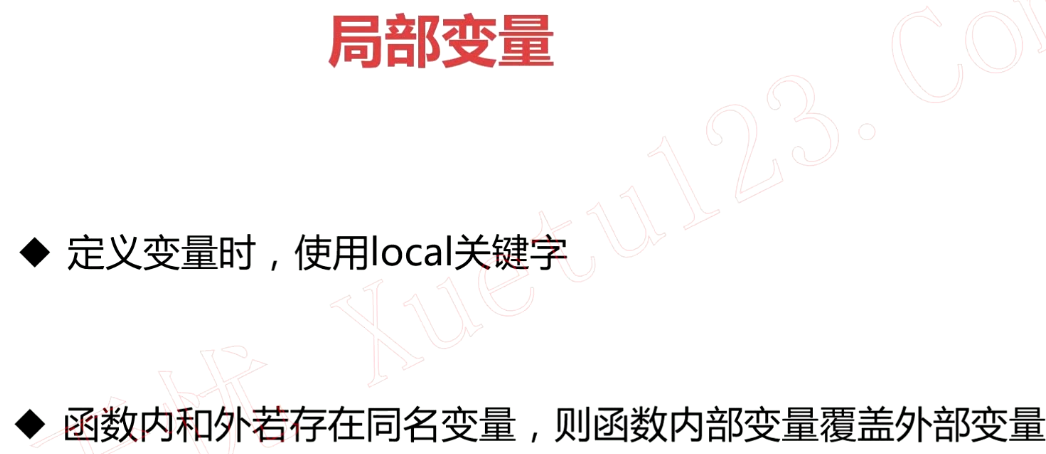 局部变量
◆ 定义变量时，使用local关键字
◆ 函数内和外若存在同名变量，则函数内部变量覆盖外部变量
Xuetu123.Com